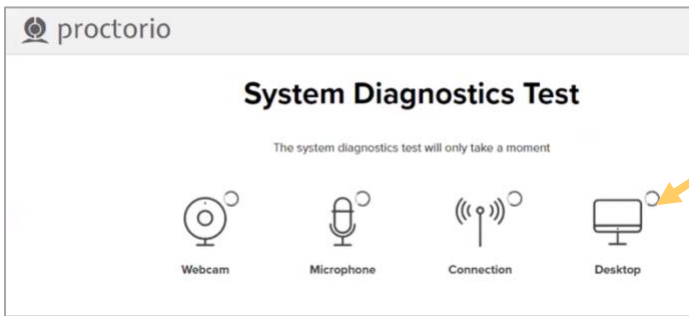 proctorio
System Diagnostics Test
The system diagnostics test will only take a moment
Webcam Microphone Connection Desktop